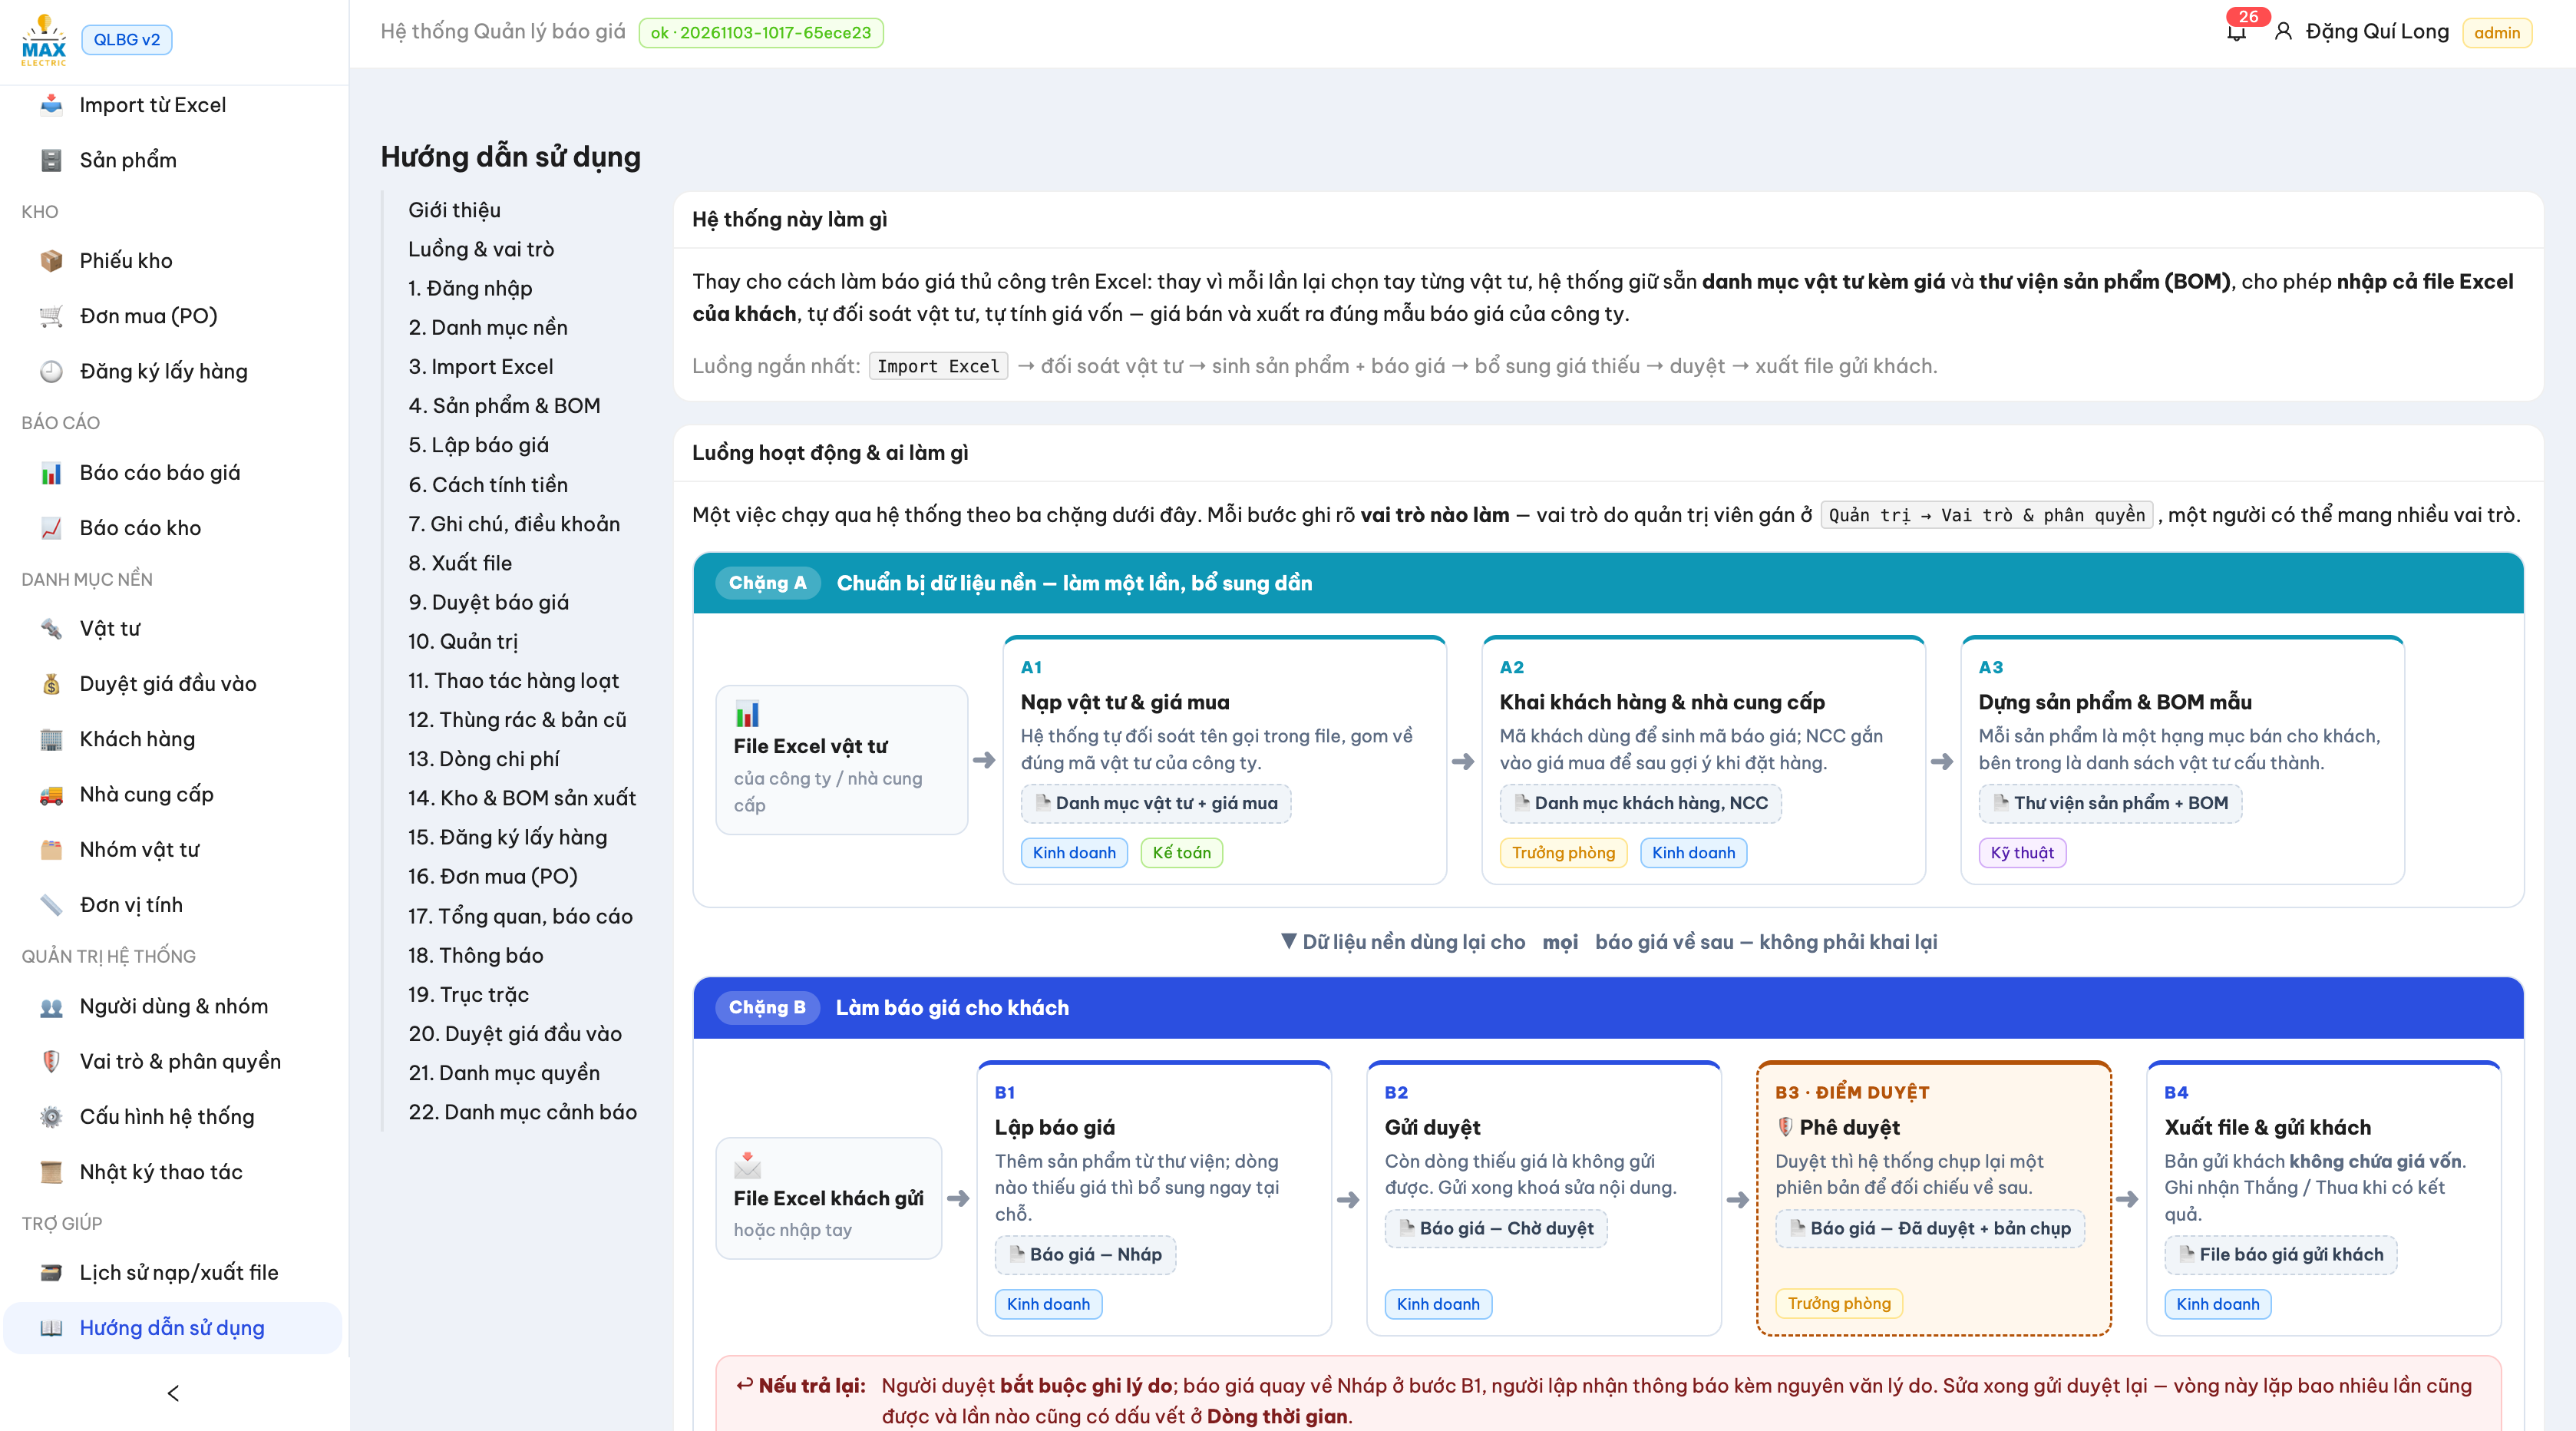 MAX
ELECTRIC
QLBG v2
Hệ thống Quản lý báo giá
ok · 20261103-1017-65ece23
26
Đặng Quí Long
admin
Import từ Excel
Sản phẩm
KHO
Phiếu kho
Đơn mua (PO)
Đăng ký lấy hàng
BÁO CÁO
Báo cáo báo giá
Báo cáo kho
DANH MỤC NỀN
Vật tư
Duyệt giá đầu vào
Khách hàng
Nhà cung cấp
Nhóm vật tư
Đơn vị tính
QUẢN TRỊ HỆ THỐNG
Người dùng & nhóm
Vai trò & phân quyền
Cấu hình hệ thống
Nhật ký thao tác
TRỢ GIÚP
Lịch sử nạp/xuất file
Hướng dẫn sử dụng
Hướng dẫn sử dụng
Giới thiệu
Luồng & vai trò
1. Đăng nhập
2. Danh mục nền
3. Import Excel
4. Sản phẩm & BOM
5. Lập báo giá
6. Cách tính tiền
7. Ghi chú, điều khoản
8. Xuất file
9. Duyệt báo giá
10. Quản trị
11. Thao tác hàng loạt
12. Thùng rác & bản cũ
13. Dòng chi phí
14. Kho & BOM sản xuất
15. Đăng ký lấy hàng
16. Đơn mua (PO)
17. Tổng quan, báo cáo
18. Thông báo
19. Trục trặc
20. Duyệt giá đầu vào
21. Danh mục quyền
22. Danh mục cảnh báo
Hệ thống này làm gì
Thay cho cách làm báo giá thủ công trên Excel: thay vì mỗi lần lại chọn tay từng vật tư, hệ thống giữ sẵn danh mục vật tư kèm giá và thư viện sản phẩm (BOM), cho phép nhập cả file Excel
của khách, tự đối soát vật tư, tự tính giá vốn — giá bán và xuất ra đúng mẫu báo giá của công ty.
Luồng ngắn nhất: Import Excel → đối soát vật tư → sinh sản phẩm + báo giá → bổ sung giá thiếu → duyệt → xuất file gửi khách.
Luồng hoạt động & ai làm gì
Một việc chạy qua hệ thống theo ba chặng dưới đây. Mỗi bước ghi rõ vai trò nào làm — vai trò do quản trị viên gán ở Quản trị → Vai trò & phân quyền , một người có thể mang nhiều vai trò.
Chặng A Chuẩn bị dữ liệu nền — làm một lần, bổ sung dần
File Excel vật tư
của công ty / nhà cung
cấp
A1
Nạp vật tư & giá mua
Hệ thống tự đối soát tên gọi trong file, gom về
đúng mã vật tư của công ty.
Danh mục vật tư + giá mua
Kinh doanh Kế toán
A2
Khai khách hàng & nhà cung cấp
Mã khách dùng để sinh mã báo giá; NCC gắn
vào giá mua để sau gợi ý khi đặt hàng.
Danh mục khách hàng, NCC
Trưởng phòng Kinh doanh
A3
Dựng sản phẩm & BOM mẫu
Mỗi sản phẩm là một hạng mục bán cho khách,
bên trong là danh sách vật tư cấu thành.
Thư viện sản phẩm + BOM
Kỹ thuật
▼ Dữ liệu nền dùng lại cho mọi báo giá về sau — không phải khai lại
Chặng B Làm báo giá cho khách
File Excel khách gửi
hoặc nhập tay
B1
Lập báo giá
Thêm sản phẩm từ thư viện; dòng
nào thiếu giá thì bổ sung ngay tại
chỗ.
Báo giá — Nháp
Kinh doanh
B2
Gửi duyệt
Còn dòng thiếu giá là không gửi
được. Gửi xong khoá sửa nội dung.
Báo giá — Chờ duyệt
Kinh doanh
B3 · ĐIỂM DUYỆT
Phê duyệt
Duyệt thì hệ thống chụp lại một
phiên bản để đối chiếu về sau.
Báo giá — Đã duyệt + bản chụp
Trưởng phòng
B4
Xuất file & gửi khách
Bản gửi khách không chứa giá vốn.
Ghi nhận Thắng / Thua khi có kết
quả.
File báo giá gửi khách
Kinh doanh
↩ Nếu trả lại: Người duyệt bắt buộc ghi lý do; báo giá quay về Nháp ở bước B1, người lập nhận thông báo kèm nguyên văn lý do. Sửa xong gửi duyệt lại — vòng này lặp bao nhiêu lần cũng
được và lần nào cũng có dấu vết ở Dòng thời gian.